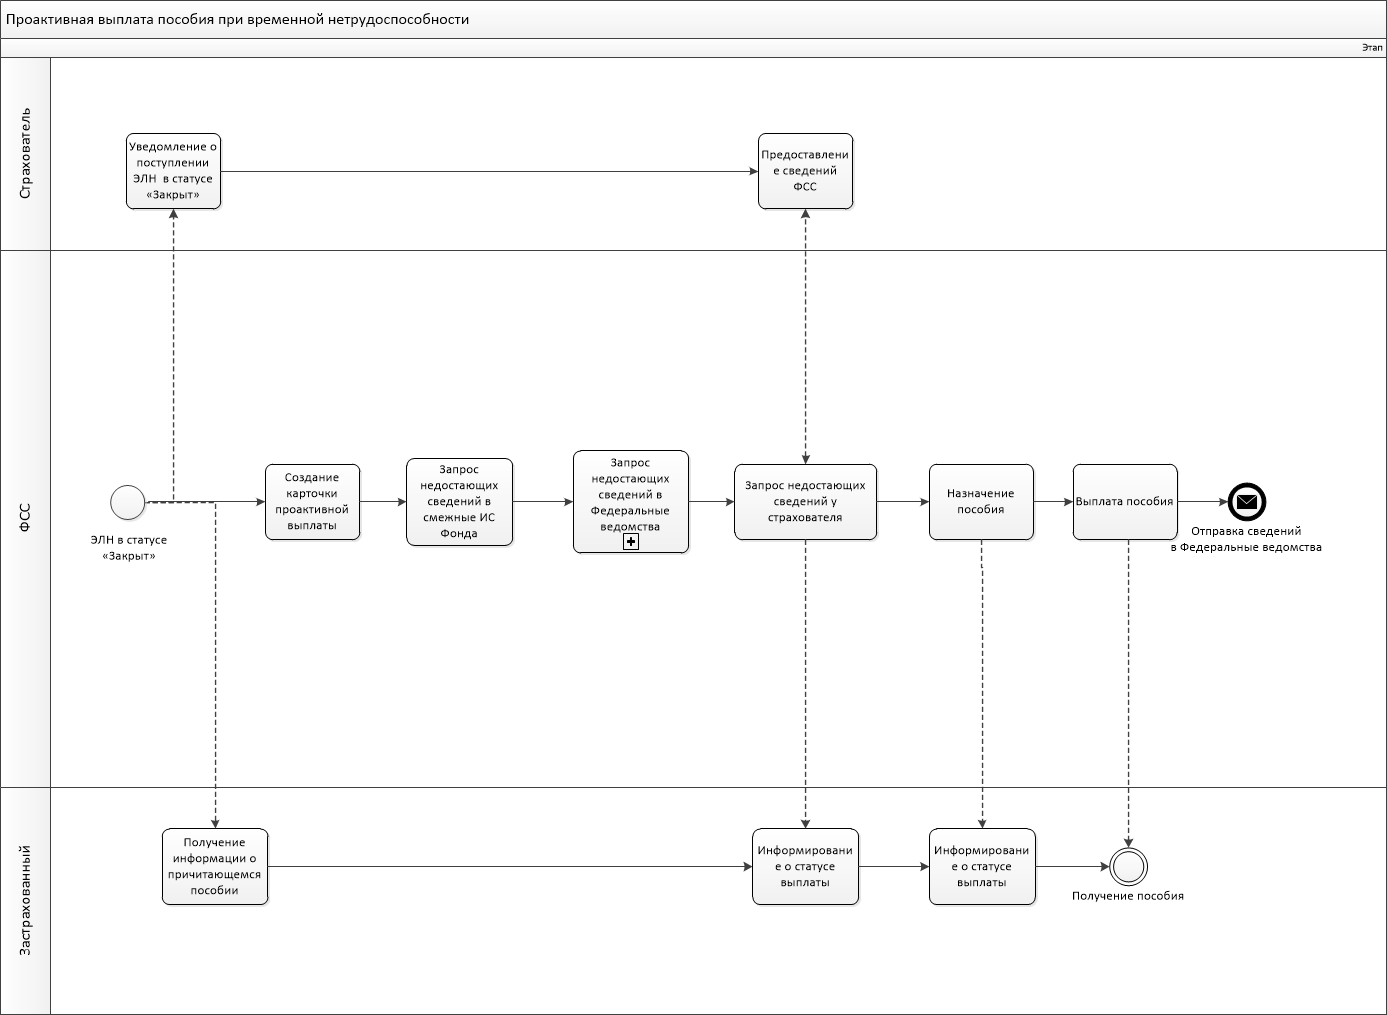 Проактивная выплата пособия при временной нетрудоспособности
Этап
Страхователь
Уведомление о
поступлении
ЭЛН в статусе
«Закрыт»
Предоставлени
е сведений
ФСС
ФСС
ЭЛН в статусе
«Закрыт»
Создание
карточки
проактивной
выплаты
Запрос
недостающих
сведений в
смежные ИС
Фонда
Запрос
недостающих
сведений в
Федеральные
ведомства
Запрос недостающих
сведений у
страхователя
Назначение
пособия
Выплата пособия
Отправка сведений
в Федеральные ведомства
Застрахованный
Получение
информации о
причитающемся
пособии
Информировани
е о статусе
выплаты
Информировани
е о статусе
выплаты
Получение пособия